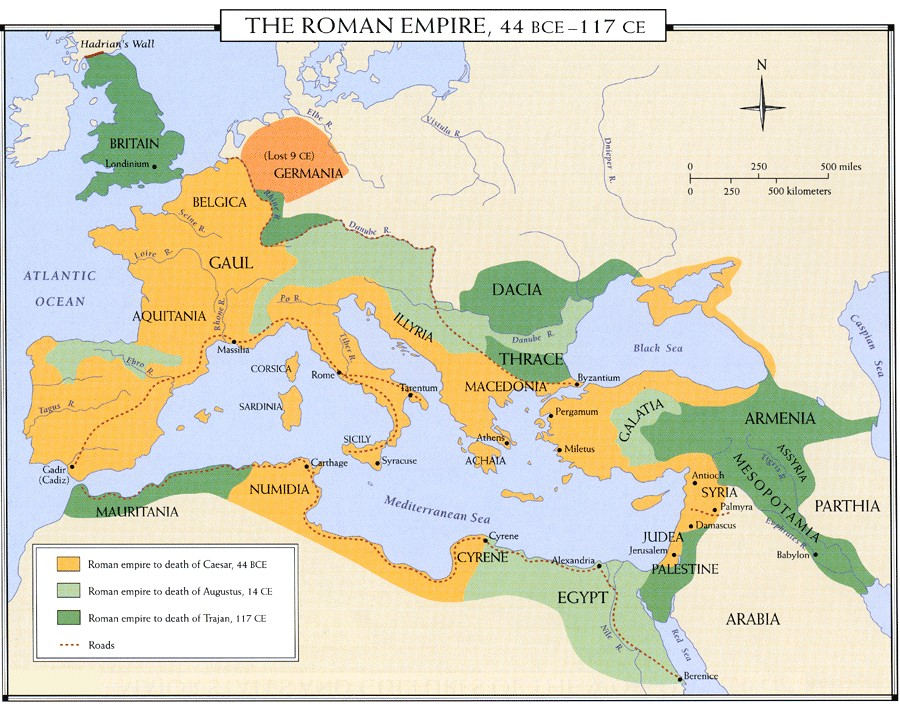 THE ROMAN EMPIRE, 44 BCE–117 CE
Hadrian's Wall
N
BRITAIN
Londinium
Elbe R.
(Lost 9 CE)
GERMANIA
Vistula R.
Dnieper R.
0 250 500 miles
0 250 500 kilometers
BELGICA
Rhine R.
Seine R.
Danube R.
Loire R.
GAUL
ATLANTIC
OCEAN
DACIA
Po R.
Rhone R.
AQUITANIA
ILLYRIA
Danube R.
Caspian Sea
Black Sea
Massilia
Tiber R.
THRACE
Ebro R.
CORSICA
Rome
MACEDONIA
Byzantium
Tarentum
SARDINIA
Tagus R.
Pergamum
GALATIA
ARMENIA
SICILY
Athens
Miletus
ACHAIA
Gadir
(Cadiz)
Carthage
Syracuse
ASSYRIA
Tigris R.
MESOPOTAMIA
Antioch
SYRIA
NUMIDIA
Palmyra
PARTHIA
MAURITANIA
Mediterranean Sea
Damascus
Euphrates R.
JUDEA
Jerusalem
Babylon
Cyrene
CYRENE
Alexandria
PALESTINE
EGYPT
ARABIA
Nile R.
Red Sea
Berenice
Roman empire to death of Caesar, 44 BCE
Roman empire to death of Augustus, 14 CE
Roman empire to death of Trajan, 117 CE
Roads